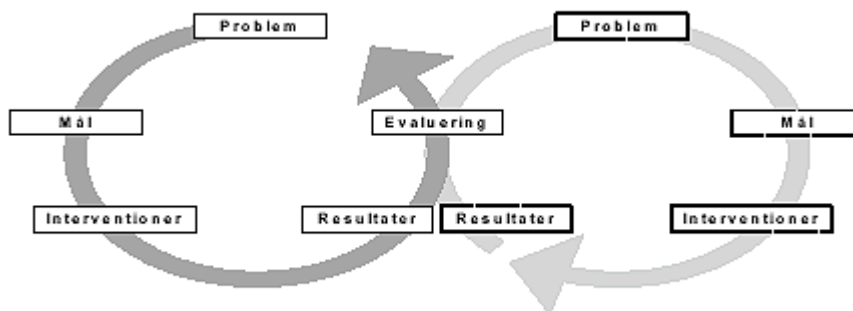 Problem
Problem
Mål
Evaluering
Mål
Interventioner
Resultater
Resultater
Interventioner